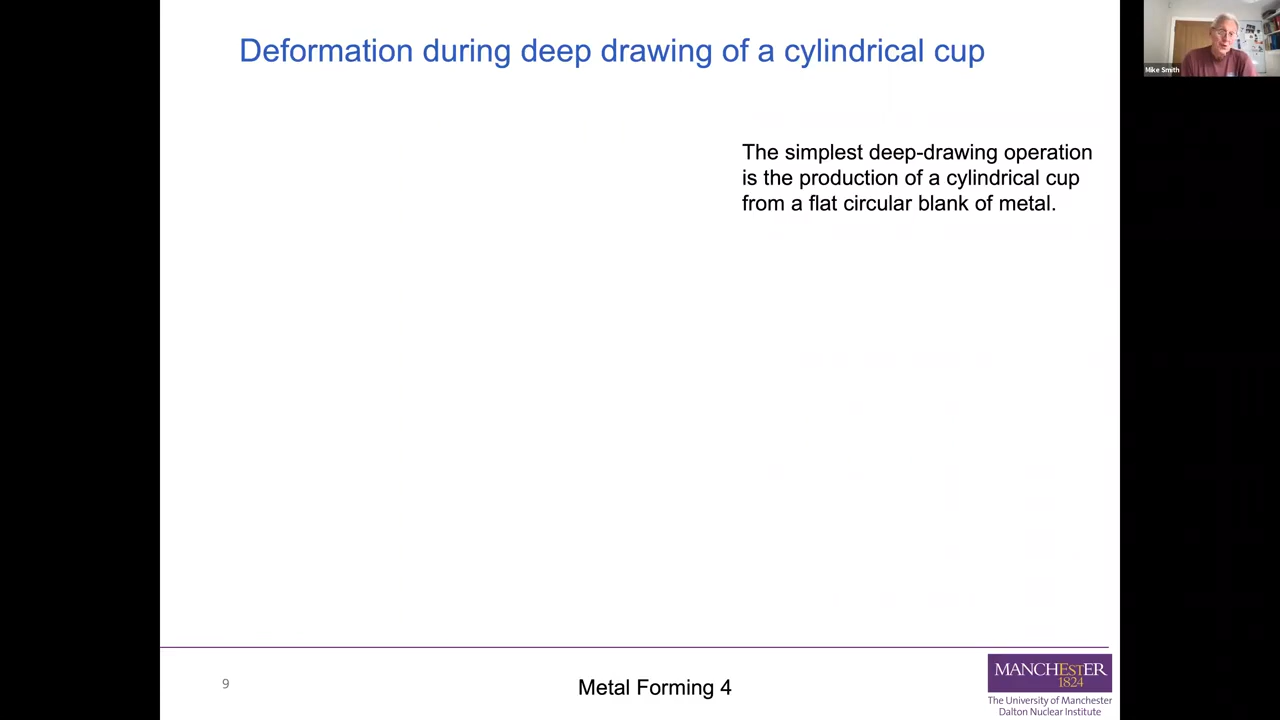 Deformation during deep drawing of a cylindrical cup
Mike Smith
The simplest deep-drawing operation
is the production of a cylindrical cup
from a flat circular blank of metal.
9
Metal Forming 4
MANCHESTER
1824
The University of Manchester
Dalton Nuclear Institute